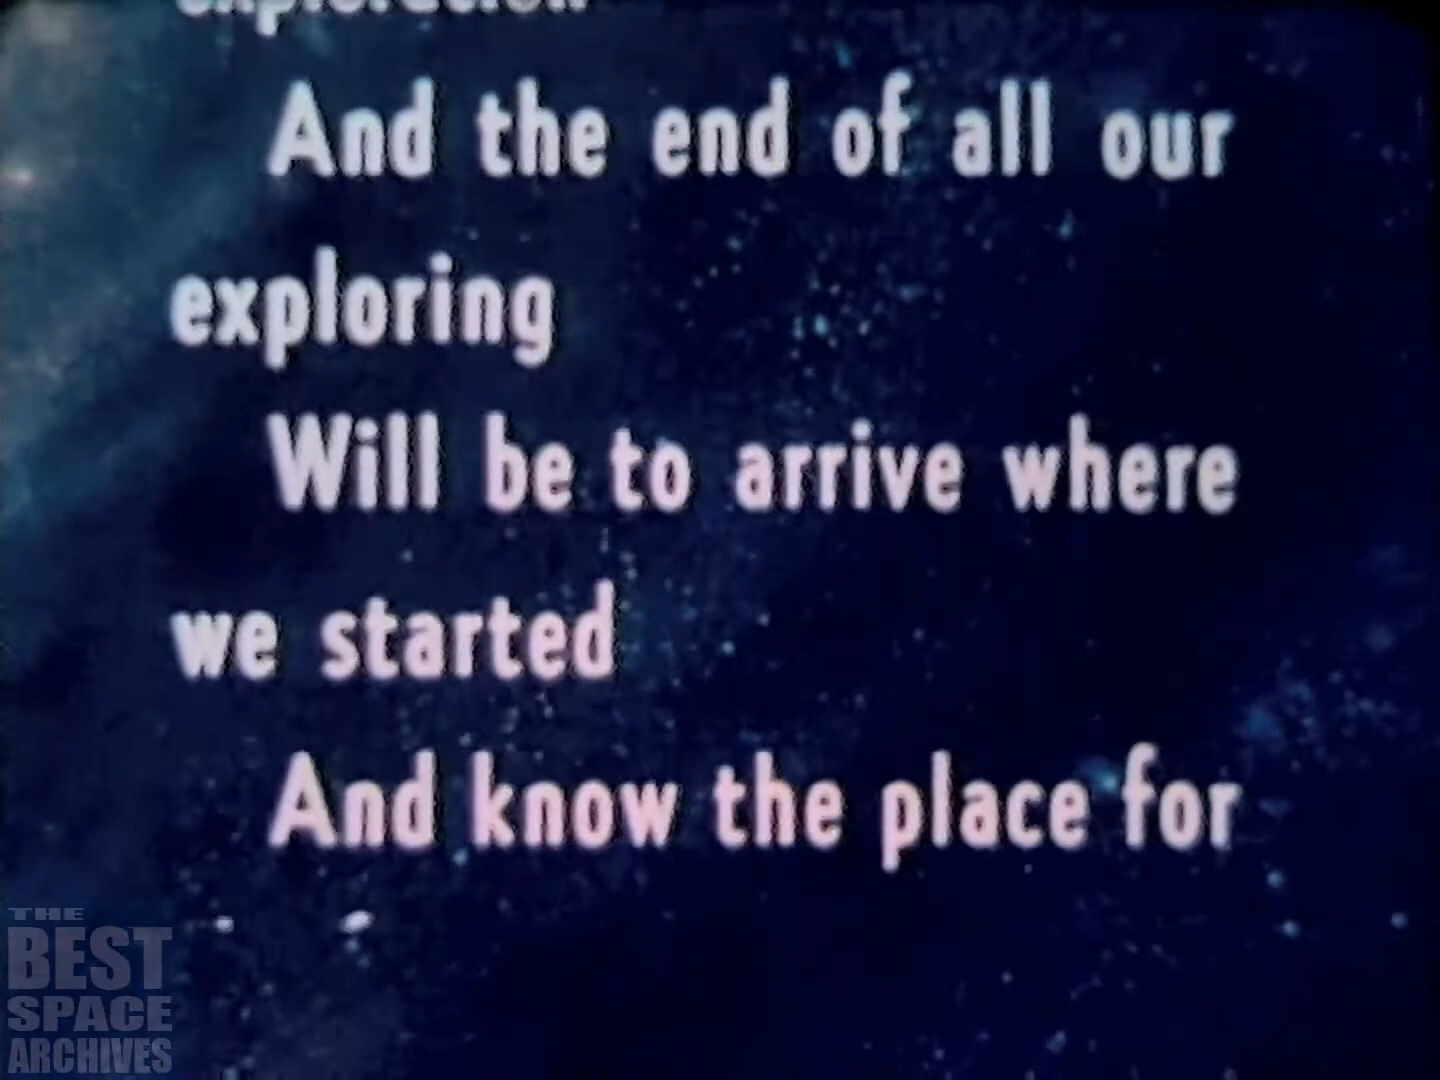 exploration
And the end of all our
exploring
Will be to arrive where
we started
And know the place for
THE
BEST
SPACE
ARCHIVES